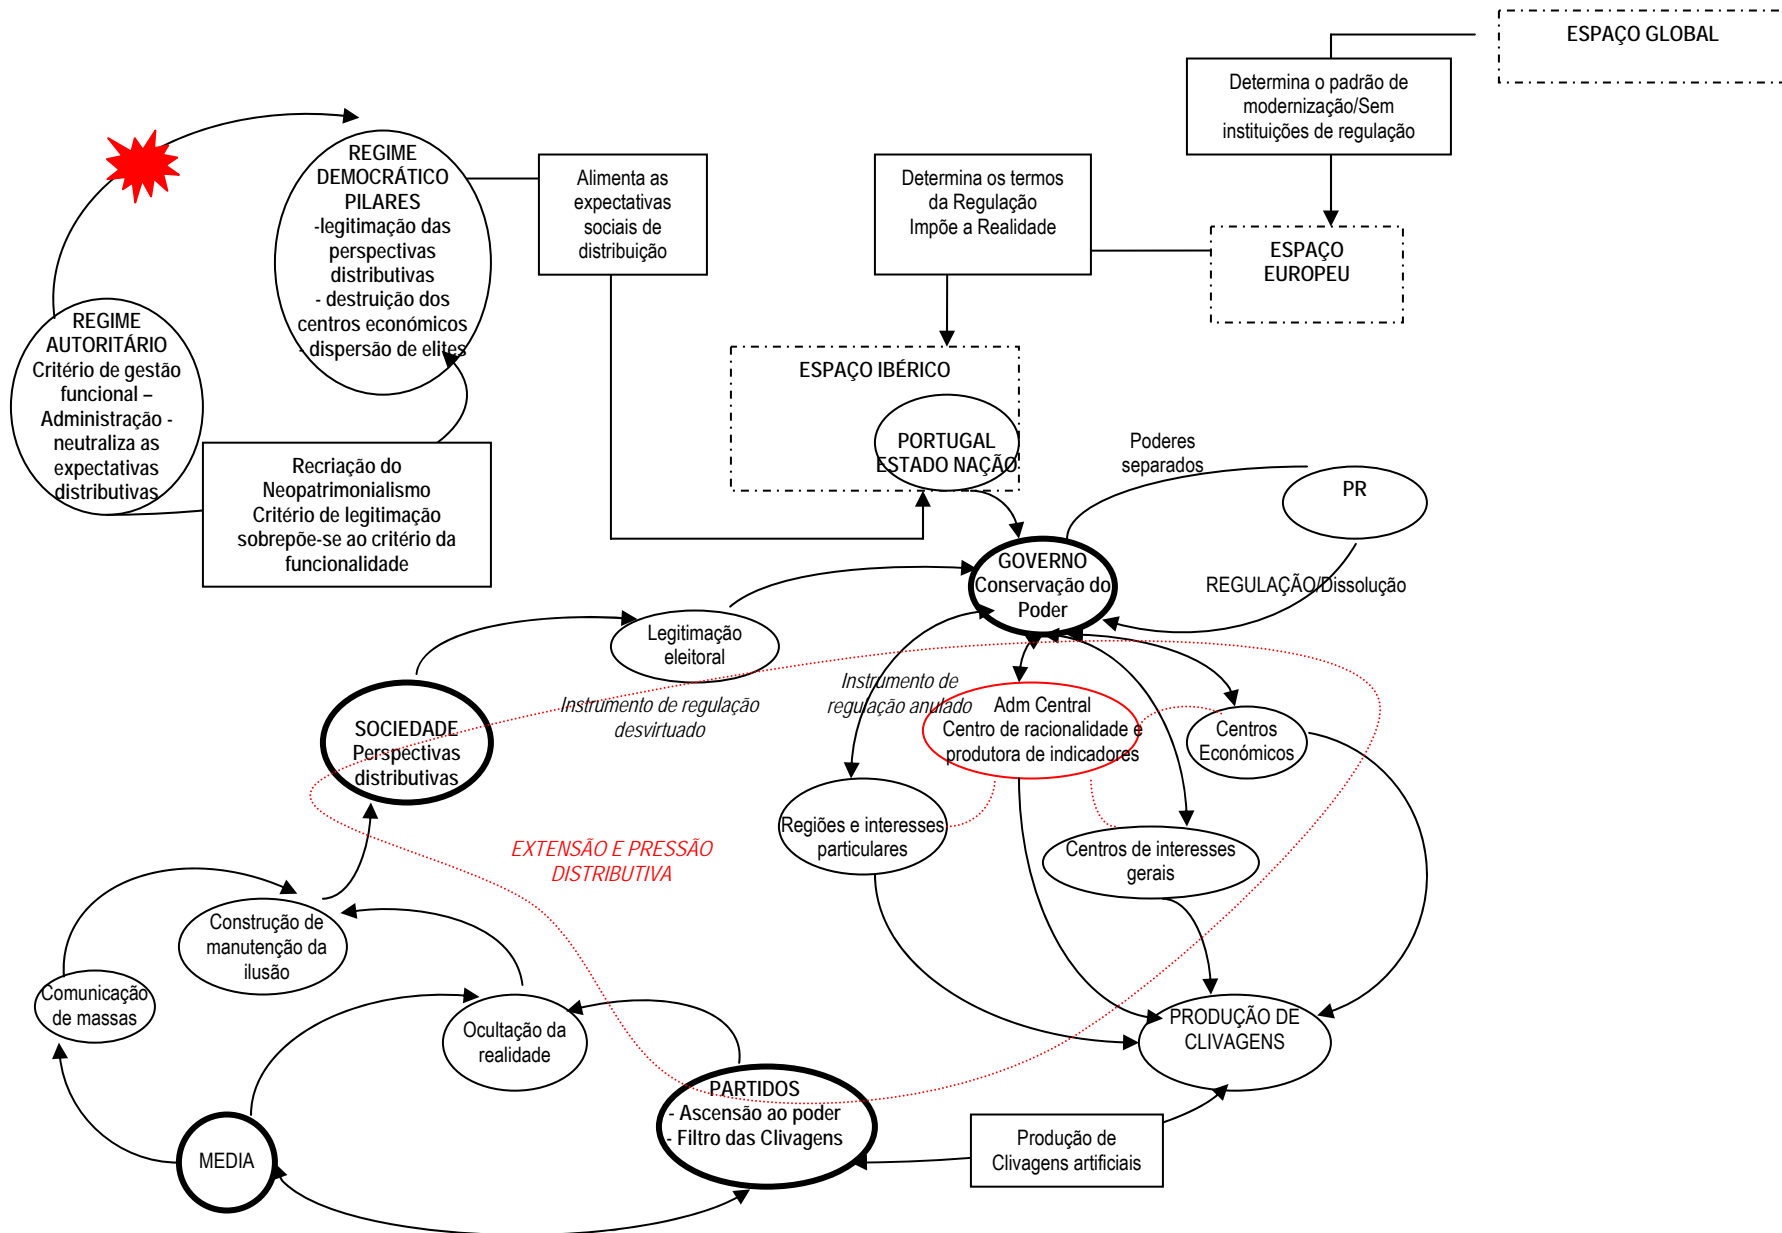 ESPAÇO GLOBAL
Determina o padrão de
modernização/Sem
instituições de regulação
REGIME
DEMOCRÁTICO
PILARES
-legitimação das
perspectivas
distributivas
- destruição dos
centros económicos
- dispersão de elites
Alimenta as
expectativas
sociais de
distribuição
Determina os termos
da Regulação
Impõe a Realidade
ESPAÇO
EUROPEU
REGIME
AUTORITÁRIO
Critério de gestão
funcional –
Administração -
neutraliza as
expectativas
distributivas
ESPAÇO IBÉRICO
PORTUGAL
ESTADO NAÇÃO
Recriação do
Neopatrimonialismo
Critério de legitimação
sobrepõe-se ao critério da
funcionalidade
Poderes
separados
PR
GOVERNO
Conservação do
Poder
REGULAÇÃO/Dissolução
Legitimação
eleitoral
Instrumento de regulação
desvirtuado
Instrumento de
regulação anulado
Adm Central
Centro de racionalidade e
produtora de indicadores
Centros
Económicos
SOCIEDADE
Perspectivas
distributivas
Regiões e interesses
particulares
Centros de interesses
gerais
EXTENSÃO E PRESSÃO
DISTRIBUTIVA
Construção de
manutenção da
ilusão
Comunicação
de massas
Ocultação da
realidade
PRODUÇÃO DE
CLIVAGENS
PARTIDOS
- Ascensão ao poder
- Filtro das Clivagens
Produção de
Clivagens artificiais
MEDIA